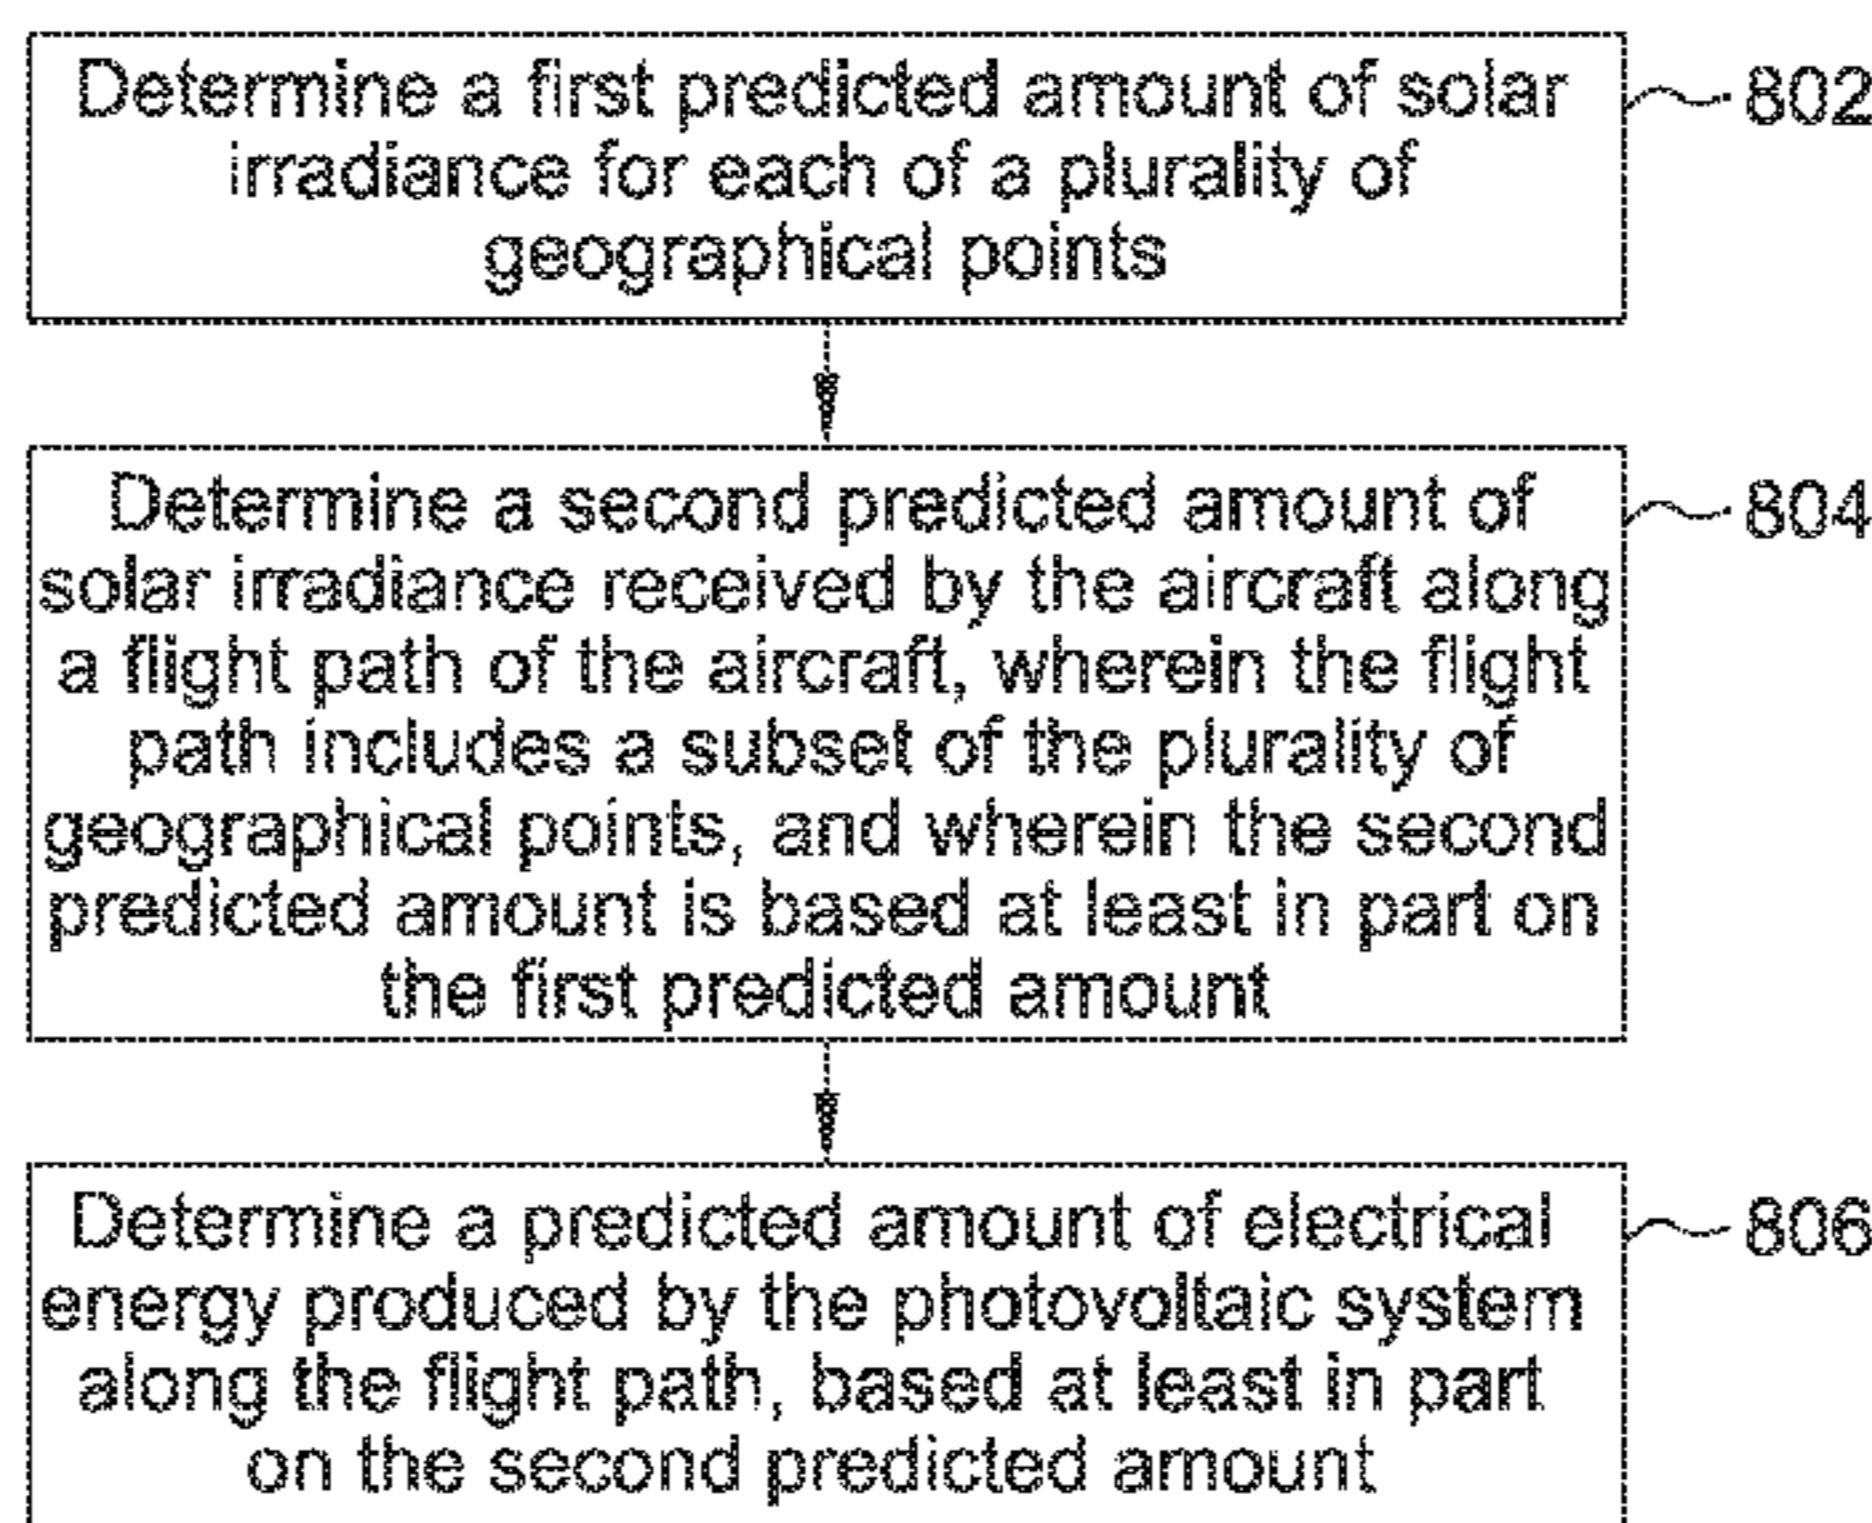 Determine a first predicted amount of solar
irradiance for each of a plurality of
geographical points
802
Determine a second predicted amount of
solar irradiance received by the aircraft along
a flight path of the aircraft, wherein the flight
path includes a subset of the plurality of
geographical points, and wherein the second
predicted amount is based at least in part on
the first predicted amount
804
Determine a predicted amount of electrical
energy produced by the photovoltaic system
along the flight path, based at least in part
on the second predicted amount
806